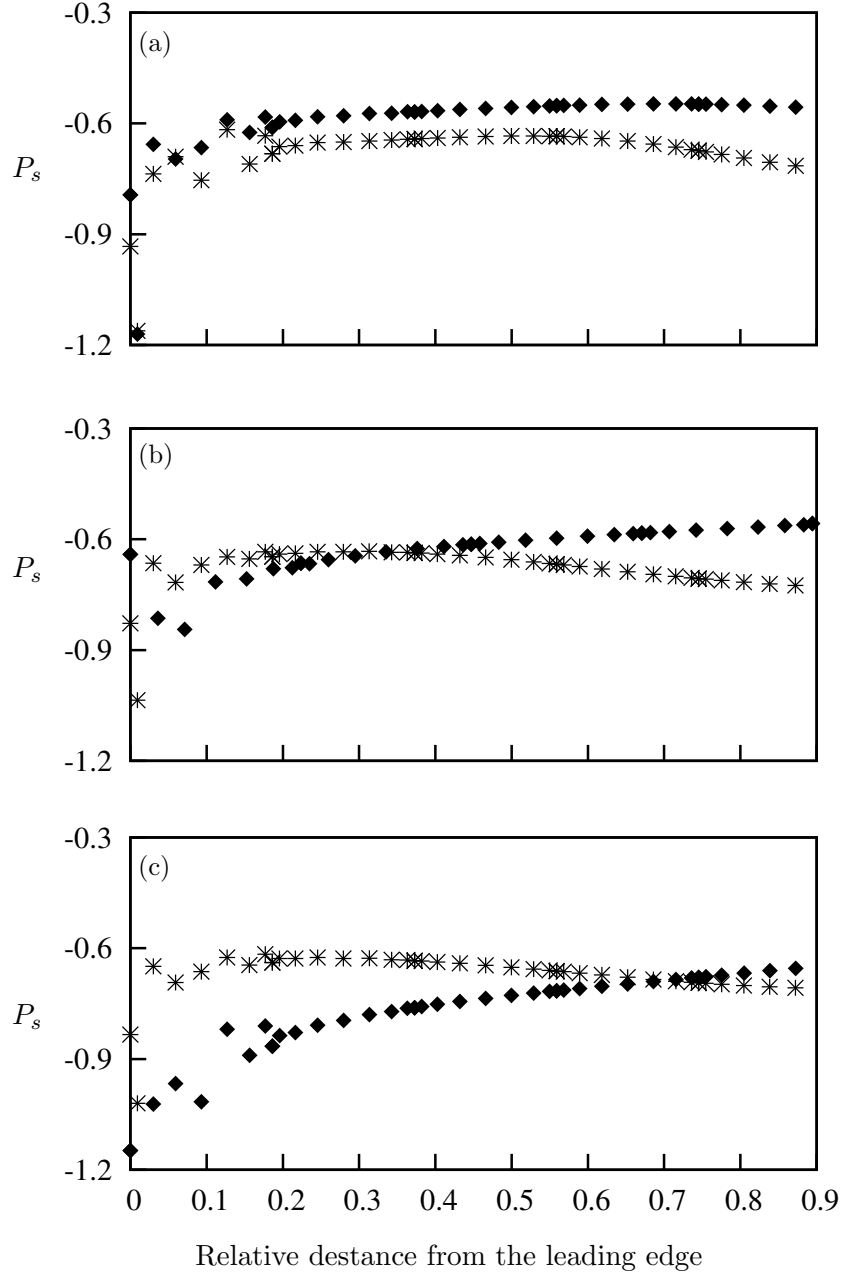 -0.3
(a)
-0.6
P_s
-0.9
-1.2
-0.3
(b)
-0.6
P_s
-0.9
-1.2
-0.3
(c)
-0.6
P_s
-0.9
-1.2
0 0.1 0.2 0.3 0.4 0.5 0.6 0.7 0.8 0.9
Relative destance from the leading edge